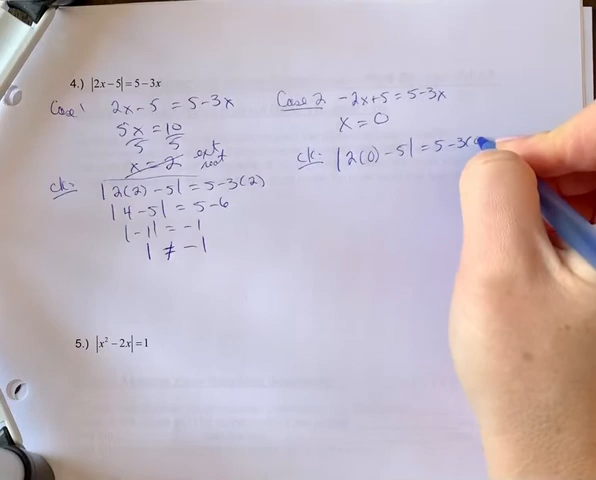 4.) |2x-5|=5-3x
Case 1 2x-5 = 5-3x
5x = 10
5 5
x = 2 ext root
ck: |2(2)-5| = 5-3(2)
|4-5| = 5-6
|-1| = -1
1 ≠ -1
Case 2 -2x+5 = 5-3x
x = 0
ck: |2(0)-5| = 5-3(
5.) |x²-2x|=1